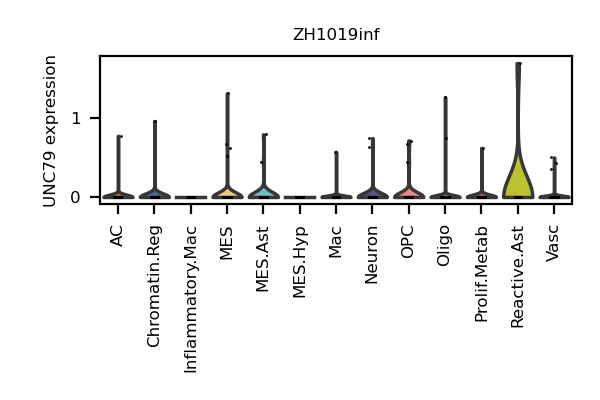 ZH1019inf
UNC79 expression
1
0
AC
Chromatin.Reg
Inflammatory.Mac
MES
MES.Ast
MES.Hyp
Mac
Neuron
OPC
Oligo
Prolif.Metab
Reactive.Ast
Vasc